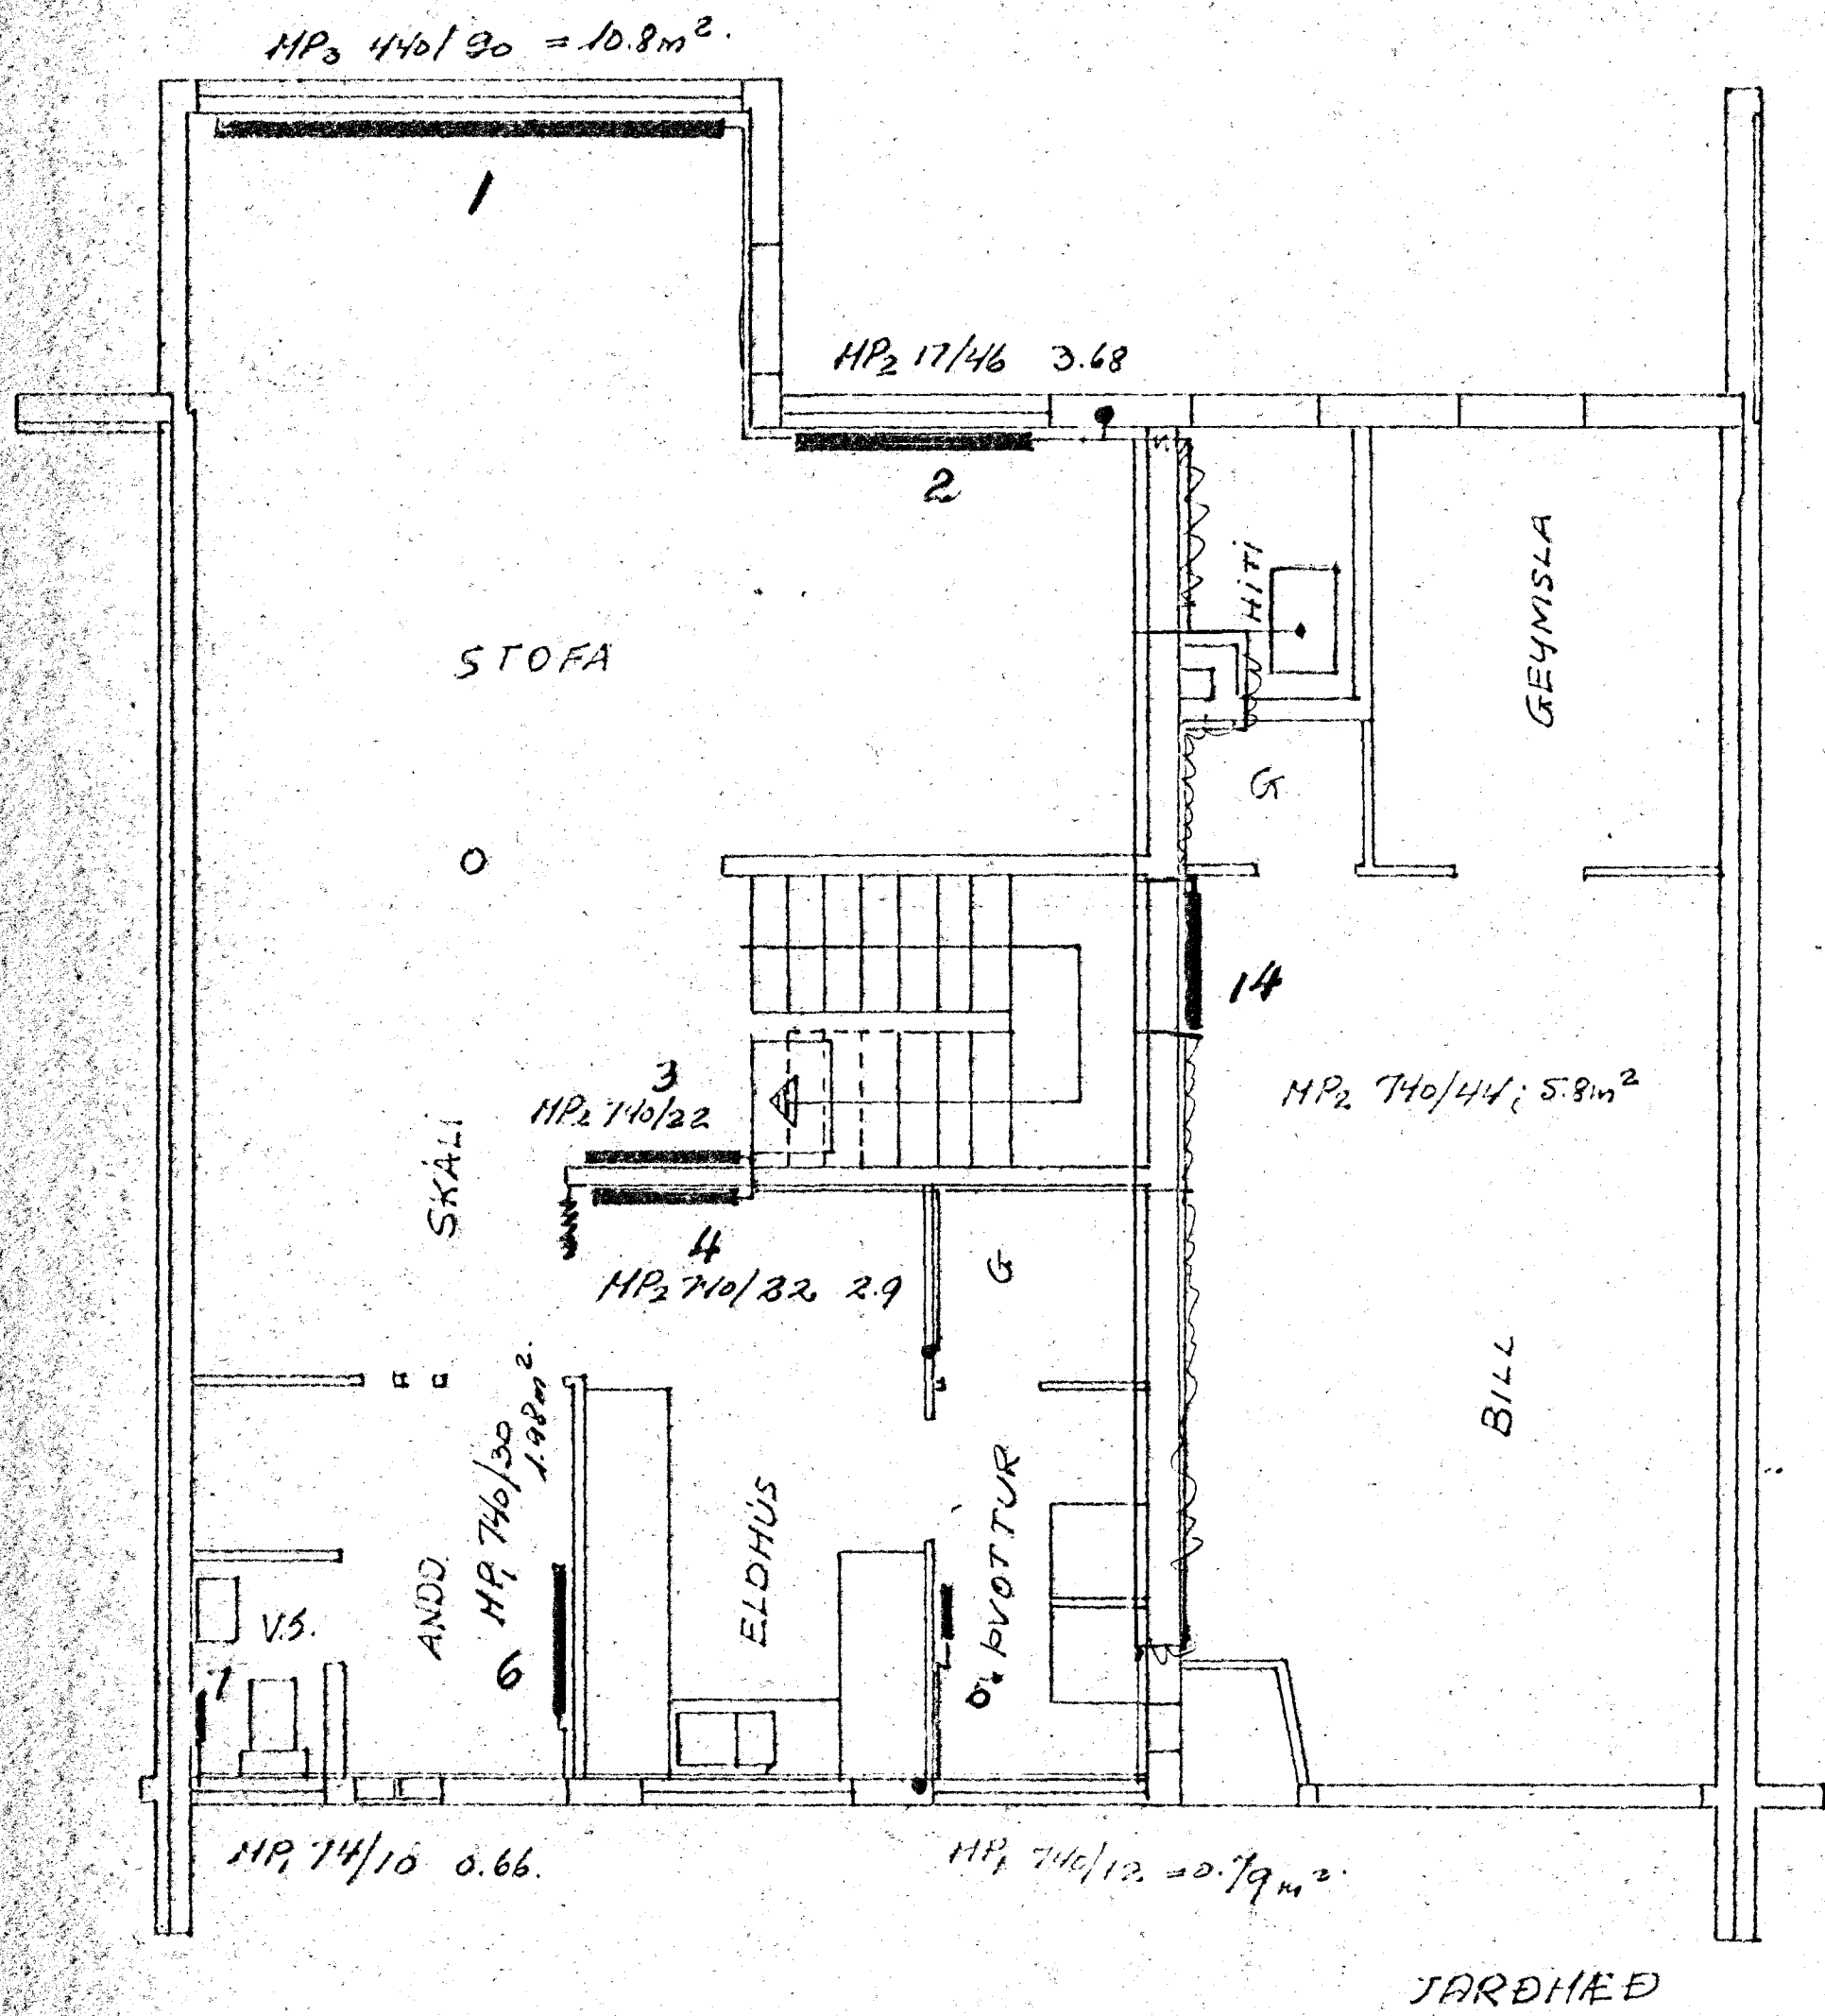 MP₃ 440/90 = 10.8m².
1
MP₂ 17/46 3.68
2
HiTi
GEYMSLA
STOFA
G
14
3
MP₂ 740/22
MP₂ 740/44; 5.8m²
SKÁLI
4
MP₂ 740/22 2.9
G
MP₁ 740/30
1.98m².
BILL
ELDHÚS
ÞVOTTUR
ANDD.
V.S.
6
7
MP₁ 74/10 0.66.
MP₁ 740/12 = 0.79m².
JARÐHÆÐ